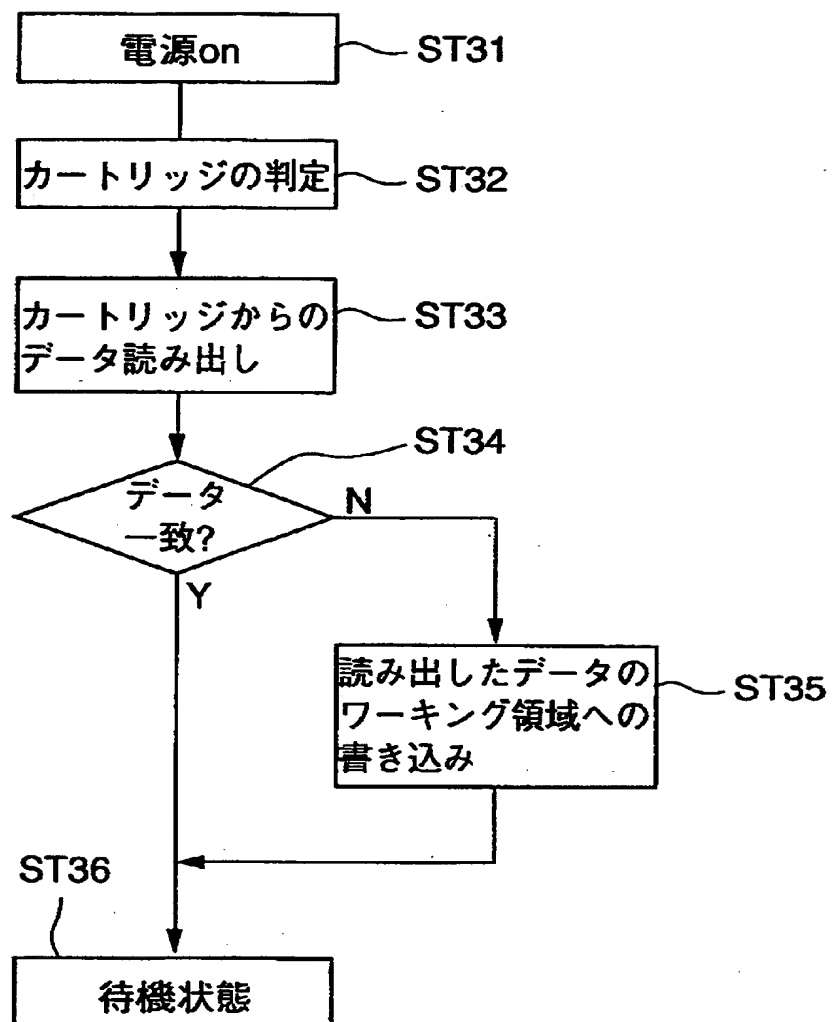 電源on
ST31
カートリッジの判定
ST32
カートリッジからの
データ読み出し
ST33
ST34
データ
一致?
N
Y
読み出したデータの
ワーキング領域への
書き込み
ST35
ST36
待機状態